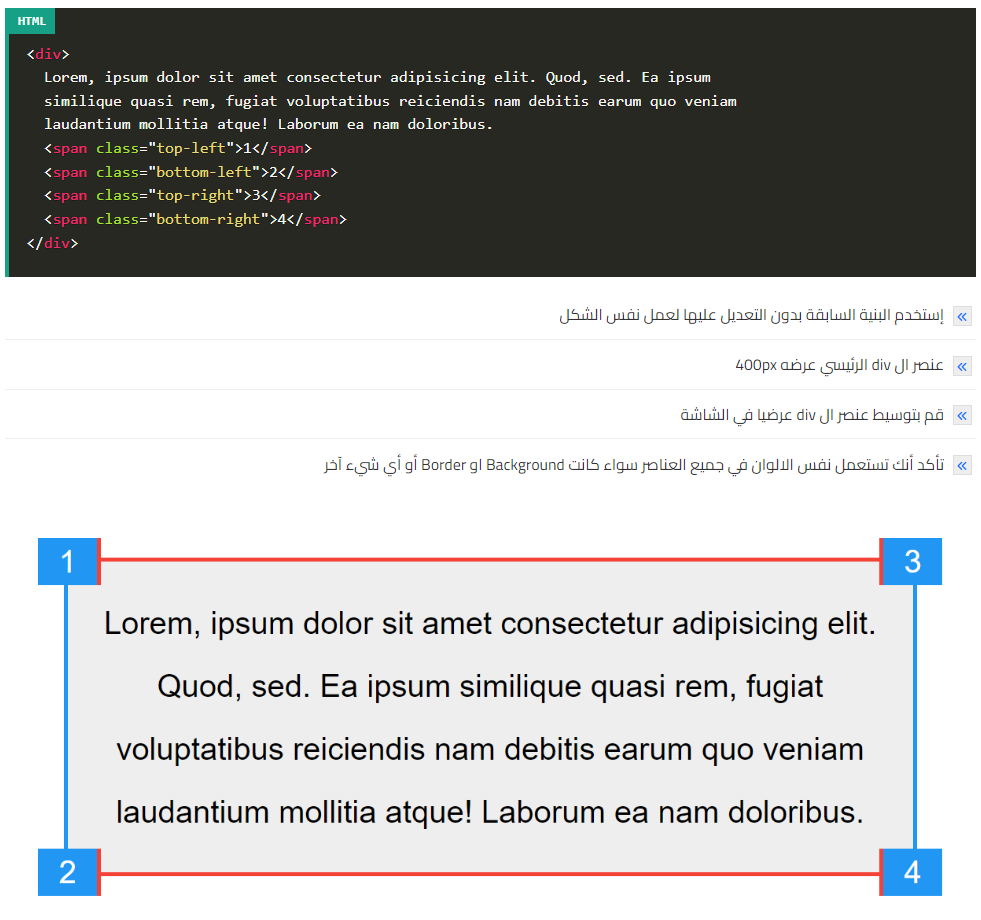 HTML
<div>
Lorem, ipsum dolor sit amet consectetur adipisicing elit. Quod, sed. Ea ipsum
similique quasi rem, fugiat voluptatibus reiciendis nam debitis earum quo veniam
laudantium mollitia atque! Laborum ea nam doloribus.
<span class="top-left">1</span>
<span class="bottom-left">2</span>
<span class="top-right">3</span>
<span class="bottom-right">4</span>
</div>
» إستخدم البنية السابقة بدون التعديل عليها لعمل نفس الشكل
» عنصر ال div الرئيسي عرضه 400px
» قم بتوسيط عنصر ال div عرضيا في الشاشة
» تأكد أنك تستعمل نفس الالوان في جميع العناصر سواء كانت Background او Border أو أي شيء آخر
1 3
Lorem, ipsum dolor sit amet consectetur adipisicing elit.
Quod, sed. Ea ipsum similique quasi rem, fugiat
voluptatibus reiciendis nam debitis earum quo veniam
laudantium mollitia atque! Laborum ea nam doloribus.
2 4